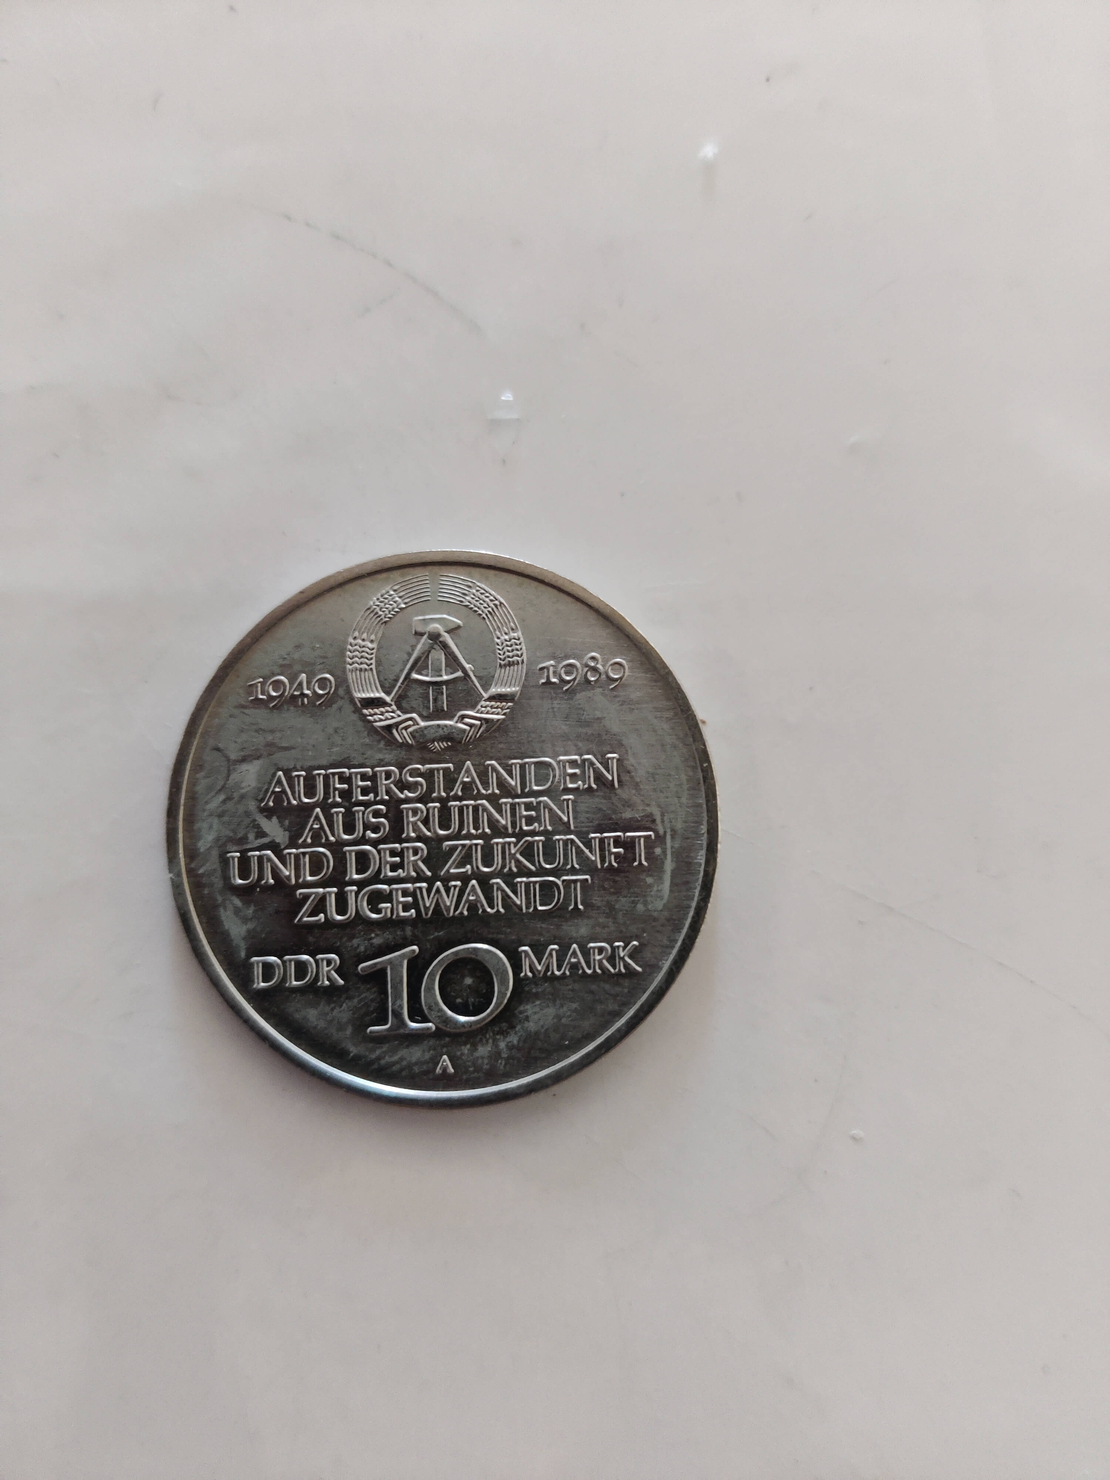 1949 1989
AUFERSTANDEN
AUS RUINEN
UND DER ZUKUNFT
ZUGEWANDT
DDR 10 MARK
A